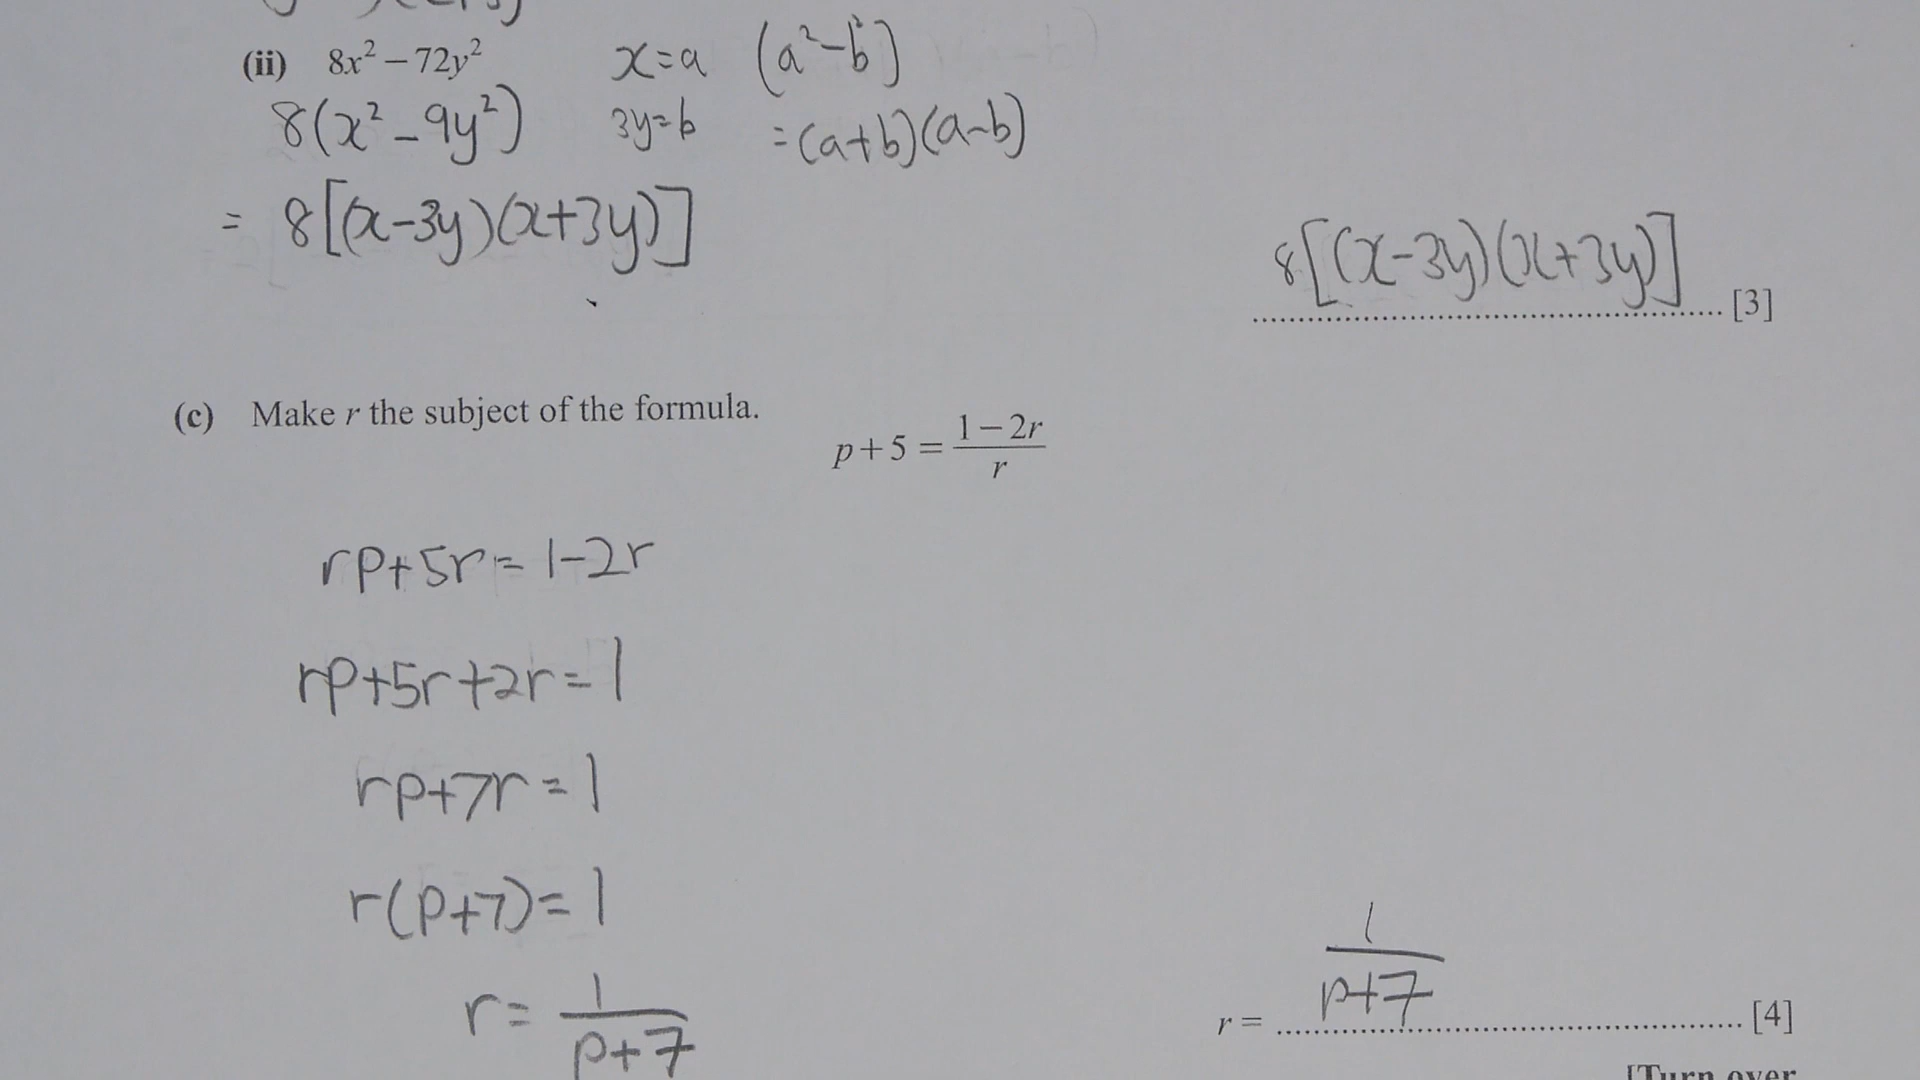 (ii) 8x² – 72y²
x=a (a²-b²)
8(x²-9y²)
3y=b =(a+b)(a-b)
= 8[(x-3y)(x+3y)]
8[(x-3y)(x+3y)] [3]
(c) Make r the subject of the formula.
p+5 = (1-2r)/r
rp+5r=1-2r
rp+5r+2r=1
rp+7r=1
r(p+7)=1
r=1/(p+7)
r = 1/(p+7) [4]
[Turn over